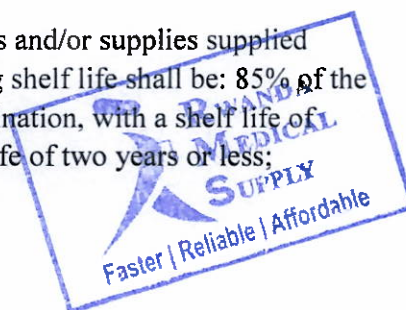 s and/or supplies supplied
g shelf life shall be: 85% of the
nation, with a shelf life of
fe of two years or less;
RWANDA
MEDICAL
SUPPLY
Faster | Reliable | Affordable